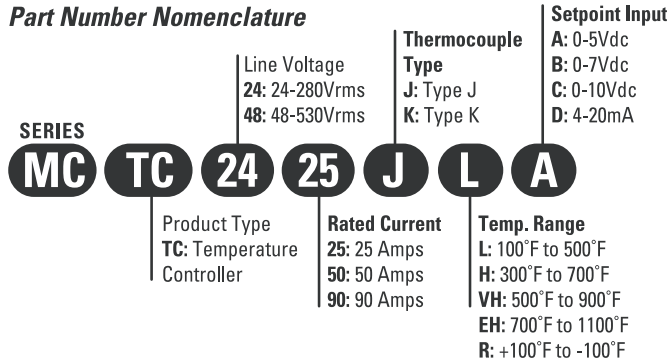 Part Number Nomenclature
Line Voltage
24: 24-280Vrms
48: 48-530Vrms
Thermocouple
Type
J: Type J
K: Type K
Setpoint Input
A: 0-5Vdc
B: 0-7Vdc
C: 0-10Vdc
D: 4-20mA
SERIES
MC TC 24 25 J L A
Product Type
TC: Temperature
Controller
Rated Current
25: 25 Amps
50: 50 Amps
90: 90 Amps
Temp. Range
L: 100˚F to 500˚F
H: 300˚F to 700˚F
VH: 500˚F to 900˚F
EH: 700˚F to 1100˚F
R: +100˚F to -100˚F